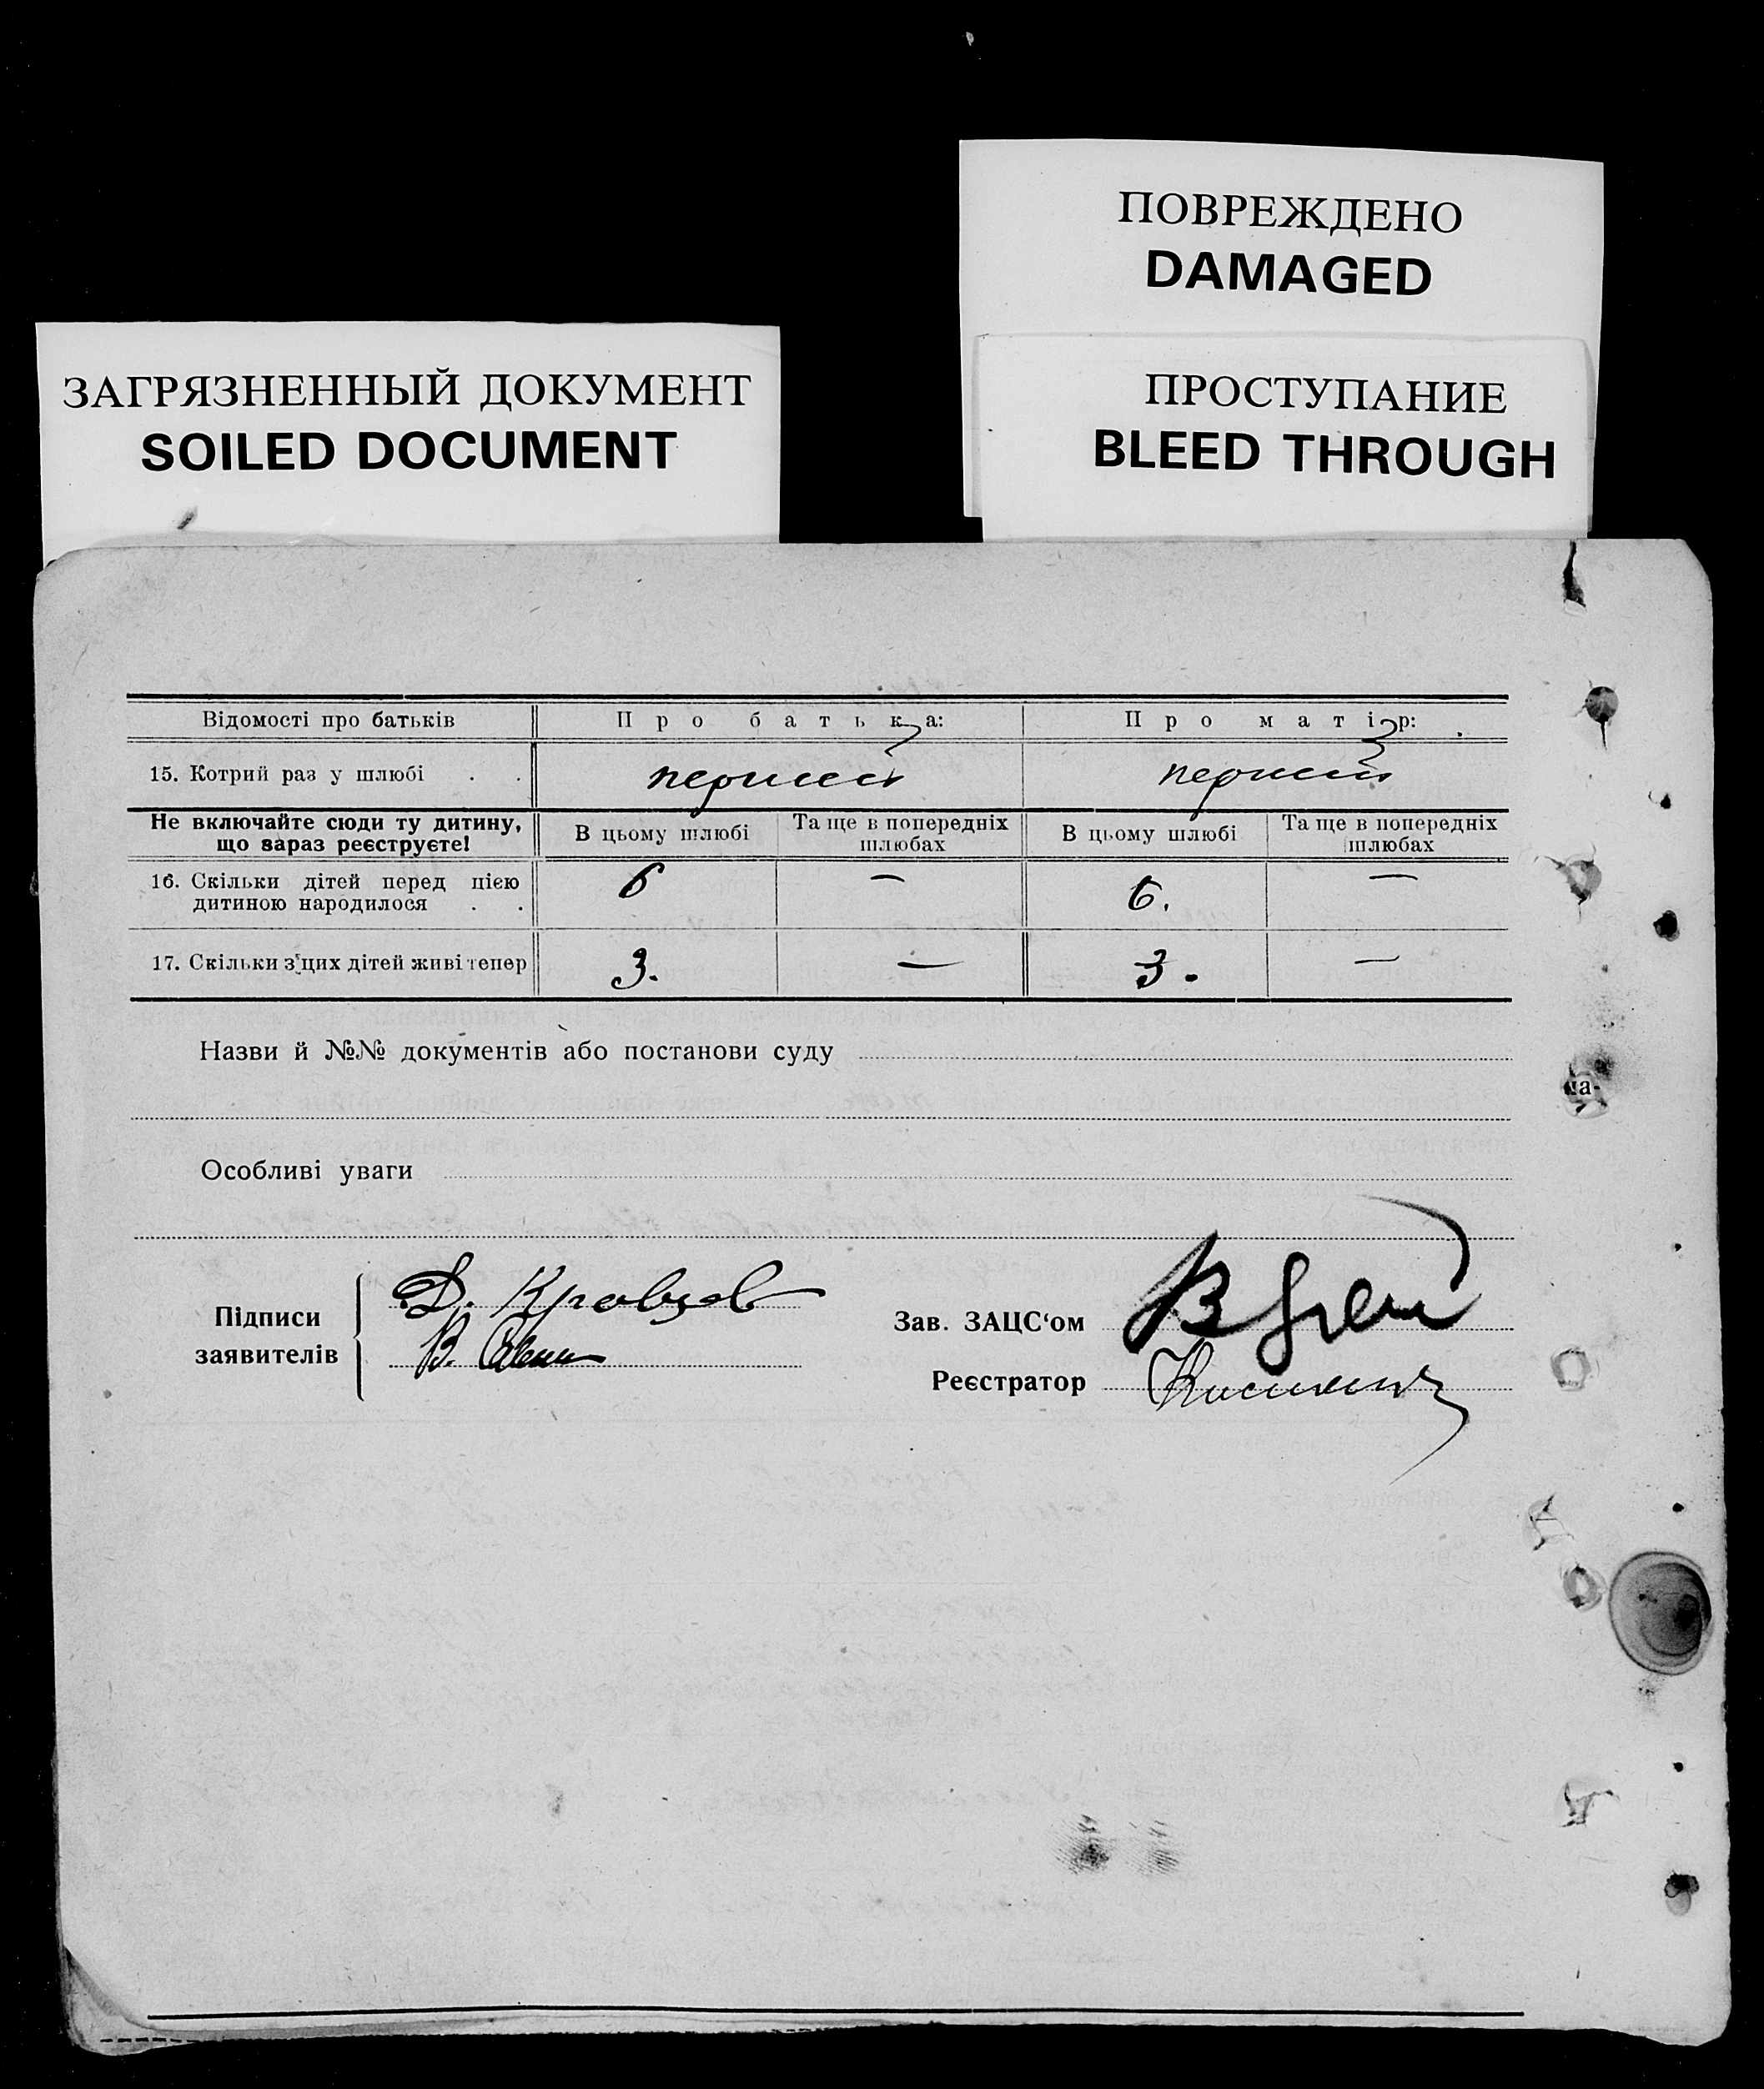 ПОВРЕЖДЕНО
DAMAGED
ЗАГРЯЗНЕННЫЙ ДОКУМЕНТ
SOILED DOCUMENT
ПРОСТУПАНИЕ
BLEED THROUGH
Відомості про батьків Про батька: Про матір:
15. Котрий раз у шлюбі . . перший перший
Не включайте сюди ту дитину, що зараз реєструєте! В цьому шлюбі Та ще в попередніх шлюбах В цьому шлюбі Та ще в попередніх шлюбах
16. Скільки дітей перед цією
дитиною народилося . . 6 — 6. —
17. Скільки з'цих дітей живі тепер 3. — 3. —
Назви й №№ документів або постанови суду
на-
Особливі уваги
Підписи
заявителів
Д. Кровцов
В.
Зав. ЗАЦС‘ом В
Реєстратор